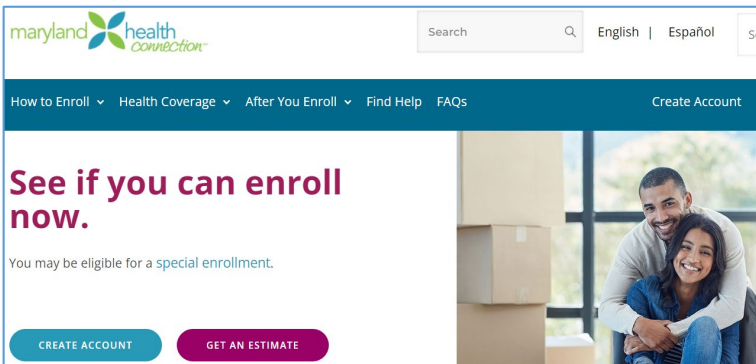 maryland health
connection
Search
English | Español
How to Enroll Health Coverage After You Enroll Find Help FAQs Create Account
See if you can enroll
now.
You may be eligible for a special enrollment.
CREATE ACCOUNT GET AN ESTIMATE